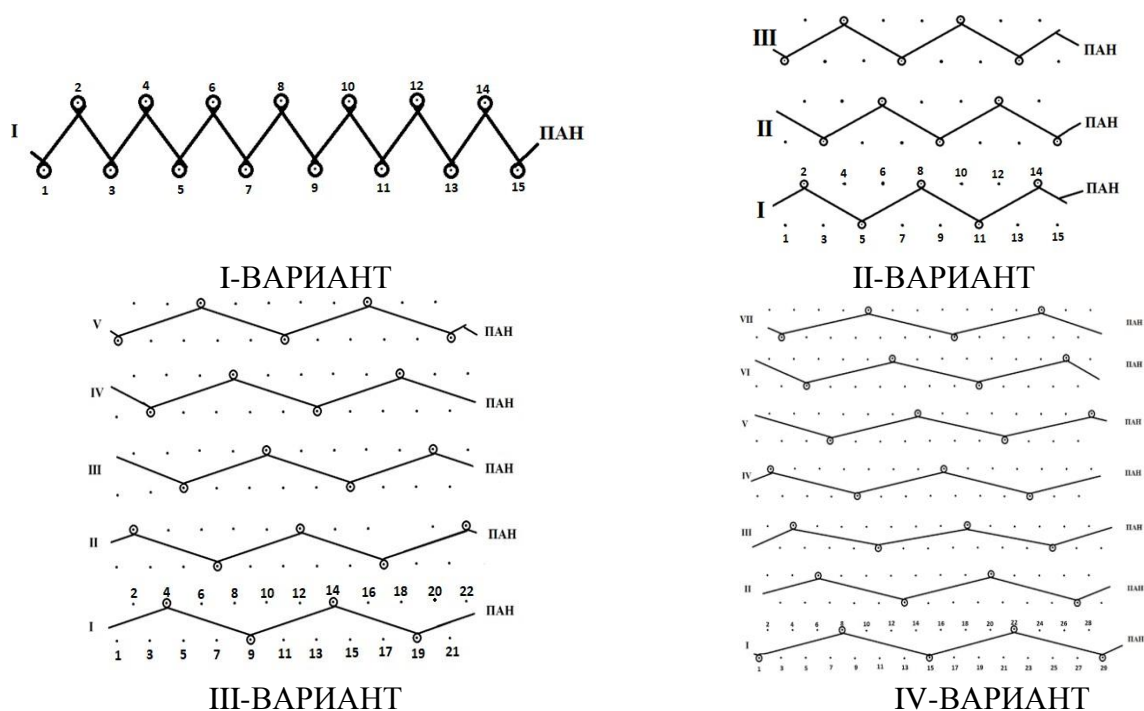 2 4 6 8 10 12 14
I ПАН
1 3 5 7 9 11 13 15
I-ВАРИАНТ
III ПАН
II ПАН
2 4 6 8 10 12 14
I ПАН
1 3 5 7 9 11 13 15
II-ВАРИАНТ
V ПАН
IV ПАН
III ПАН
II ПАН
2 4 6 8 10 12 14 16 18 20 22
I ПАН
1 3 5 7 9 11 13 15 17 19 21
III-ВАРИАНТ
VII ПАН
VI ПАН
V ПАН
IV ПАН
III ПАН
II ПАН
2 4 6 8 10 12 14 16 18 20 22 24 26 28
I ПАН
1 3 5 7 9 11 13 15 17 19 21 23 25 27 29
IV-ВАРИАНТ